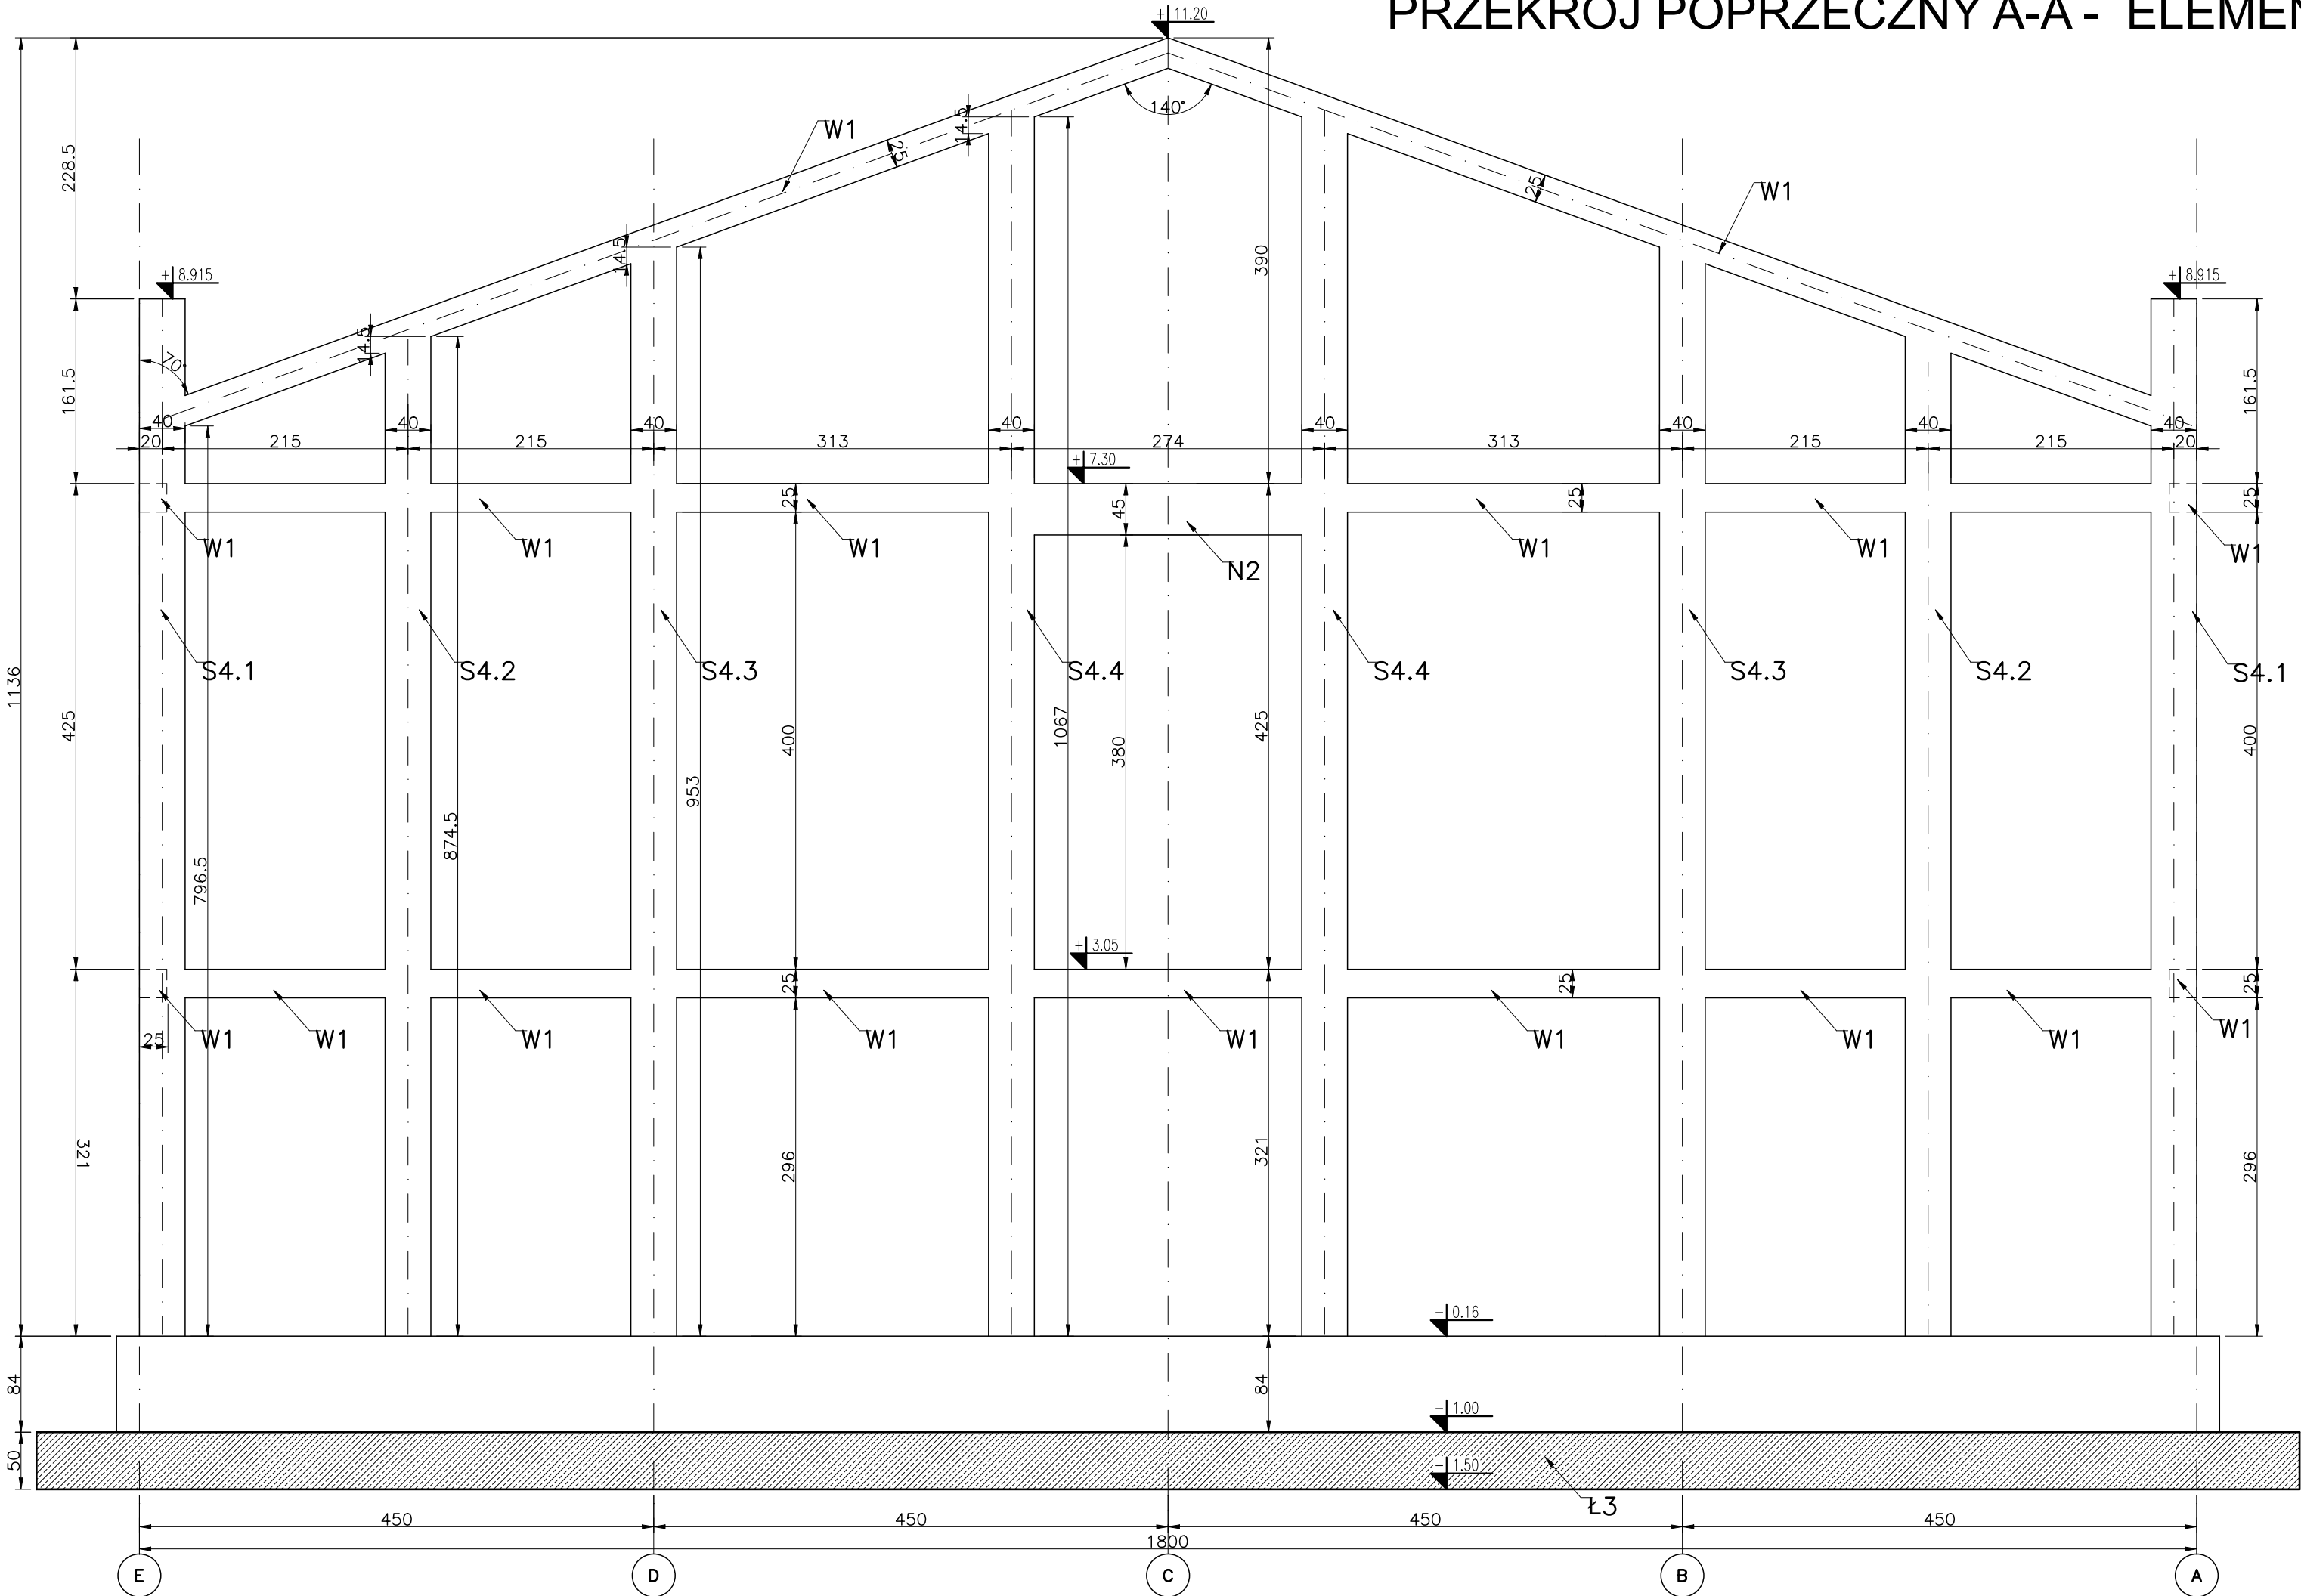 PRZEKRÓJ POPRZECZNY A-A - ELEMEN
+ 11.20
140°
14.5
W1
25
25
W1
228.5
390
14.5
+ 8.915
+ 8.915
14.5
70°
161.5
161.5
40 40 40 40 40 40 40 40
20 215 215 313 274 313 215 215 20
+ 7.30
25 45 25 25
W1 W1 W1 N2 W1 W1 W1
S4.1 S4.2 S4.3 S4.4 S4.4 S4.3 S4.2 S4.1
1136
425 400 1067 380 425 400
953
874.5
796.5
+ 3.05
25 25 25
25
W1 W1 W1 W1 W1 W1 W1 W1 W1
321 296 321 296
- 0.16
84 84
- 1.00
50
- 1.50
Ł3
450 450 450 450
1800
E D C B A